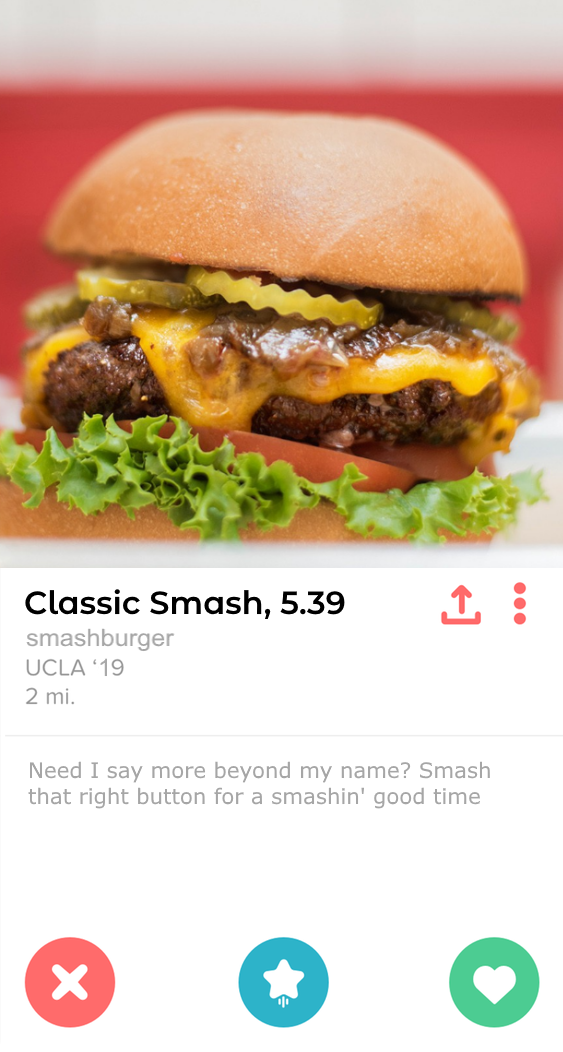 Classic Smash, 5.39
smashburger
UCLA ‘19
2 mi.
Need I say more beyond my name? Smash
that right button for a smashin' good time